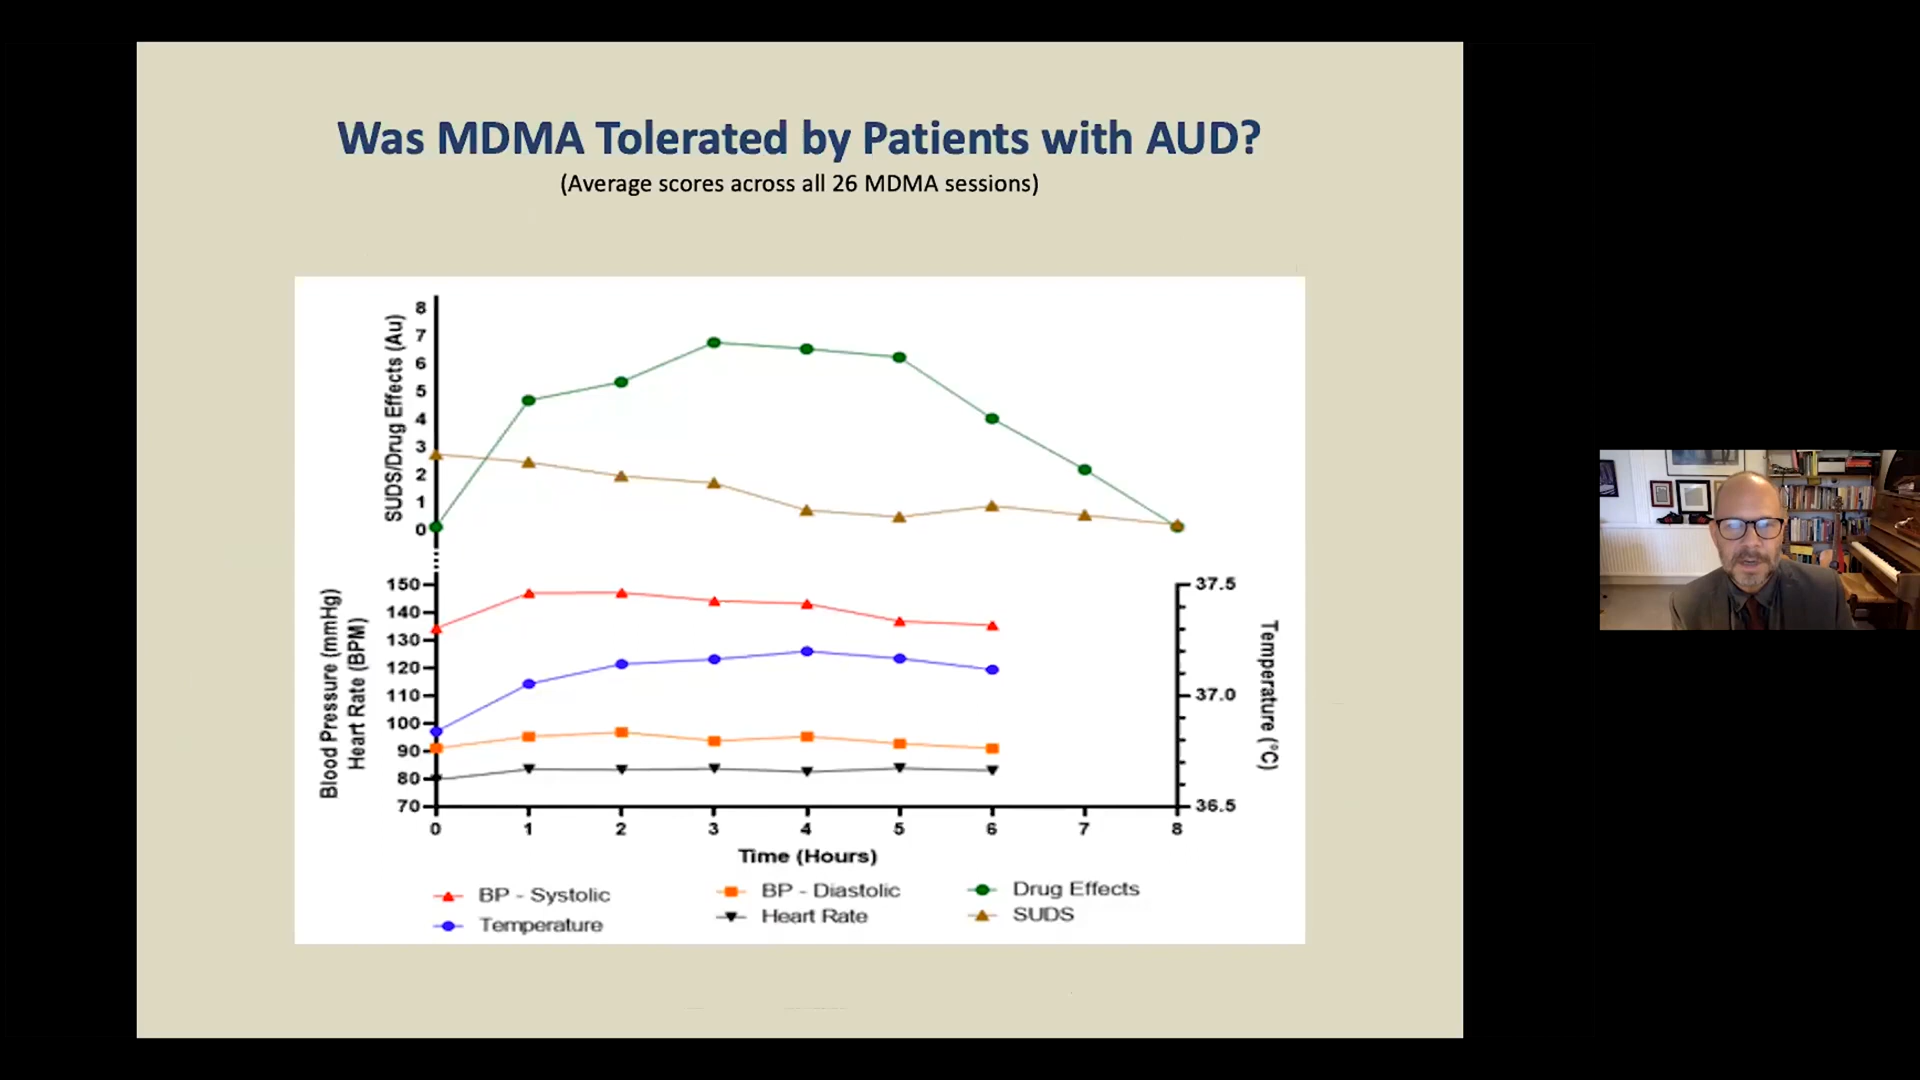 Was MDMA Tolerated by Patients with AUD?
(Average scores across all 26 MDMA sessions)
SUDS/Drug Effects (Au)
8
7
6
5
4
3
2
1
0
Blood Pressure (mmHg)
Heart Rate (BPM)
150
140
130
120
110
100
90
80
70
37.5
37.0
36.5
Temperature (°C)
0 1 2 3 4 5 6 7 8
Time (Hours)
BP - Systolic
BP - Diastolic
Drug Effects
Temperature
Heart Rate
SUDS